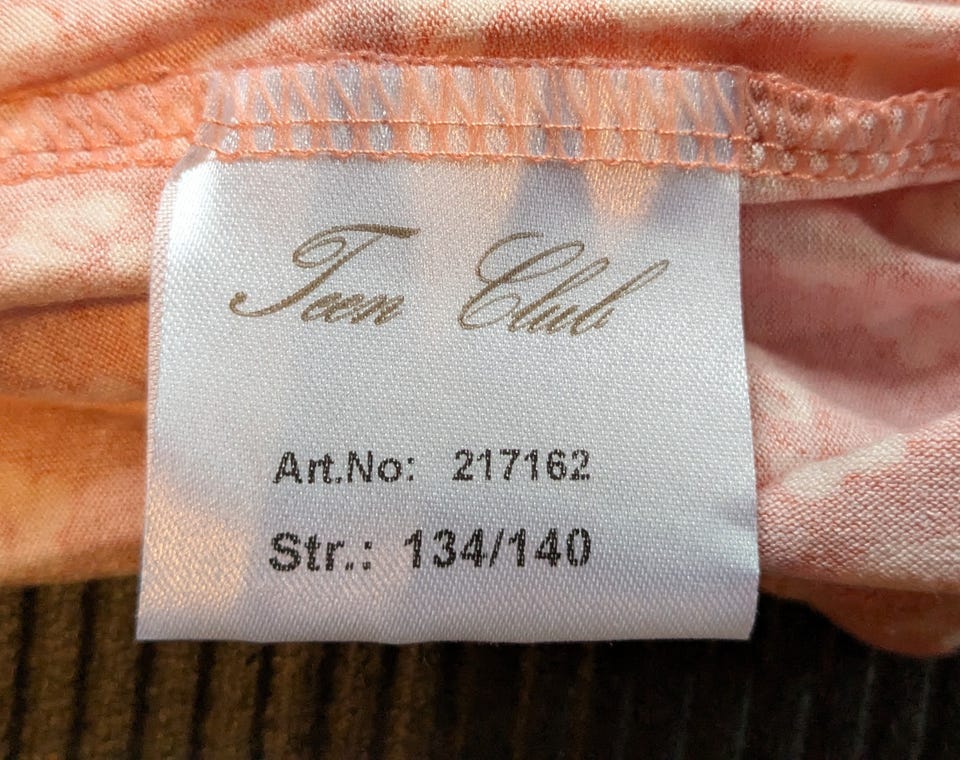 Teen Club
Art.No: 217162
Str.: 134/140